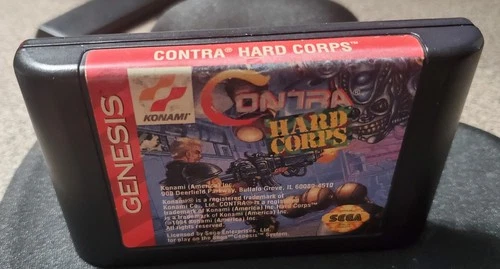 CONTRA® HARD CORPS™
GENESIS
KONAMI®
CONTRA
HARD
CORPS
Konami (America) Inc.
900 Deerfield Parkway, Buffalo Grove, IL 60089-4510
Konami® is a registered trademark of
Konami Co., Ltd. CONTRA® is a registered
trademark of Konami (America) Inc. Hard Corps™
is a trademark of Konami (America) Inc.
©1994 Konami (America) Inc.
All rights reserved.
Licensed by Sega Enterprises, Ltd.
for play on the Sega™ Genesis™ System.
SEGA